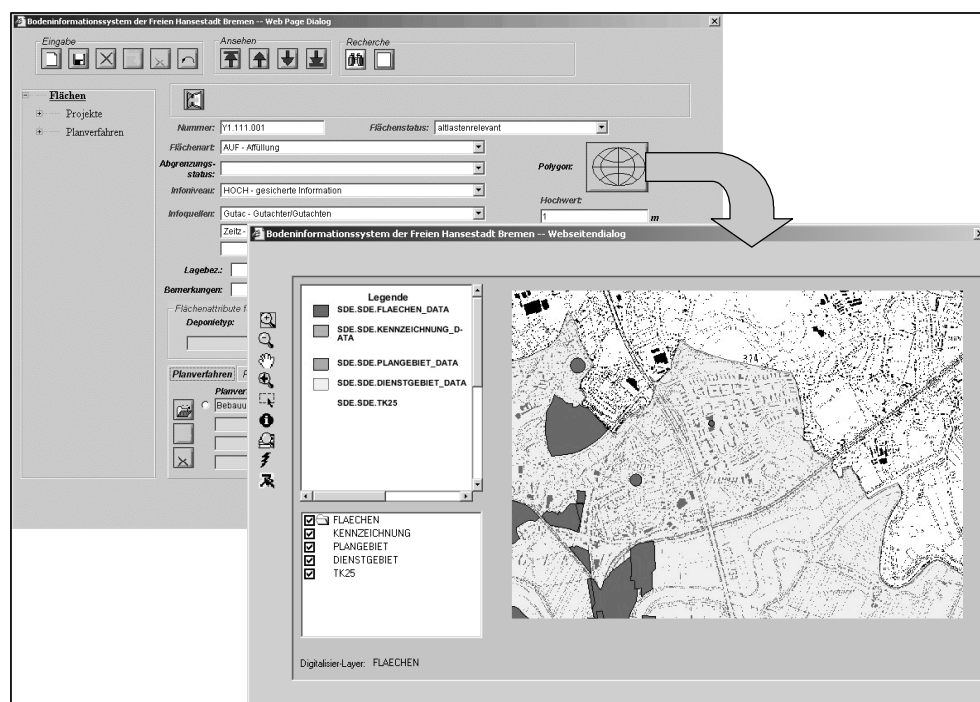 Bodeninformationssystem der Freien Hansestadt Bremen -- Web Page Dialog
Eingabe
Ansehen
Recherche
Flächen
Projekte
Planverfahren
Nummer: Y1.111.001
Flächenstatus: altlastenrelevant
Flächenart: AUF - Affüllung
Abgrenzungs-
status:
Polygon:
Infoniveau: HOCH - gesicherte Information
Hochwert:
Infoquellen: Gutac - Gutachter/Gutachten
1 m
Zeitz-
Lagebez.:
Bemerkungen:
Flächenattribute f
Deponietyp:
Planverfahren
Planver
Bebauu
Bodeninformationssystem der Freien Hansestadt Bremen -- Webseitendialog
Legende
SDE.SDE.FLAECHEN_DATA
SDE.SDE.KENNZEICHNUNG_D-
ATA
SDE.SDE.PLANGEBIET_DATA
SDE.SDE.DIENSTGEBIET_DATA
SDE.SDE.TK25
FLAECHEN
KENNZEICHNUNG
PLANGEBIET
DIENSTGEBIET
TK25
Digitalisier-Layer: FLAECHEN